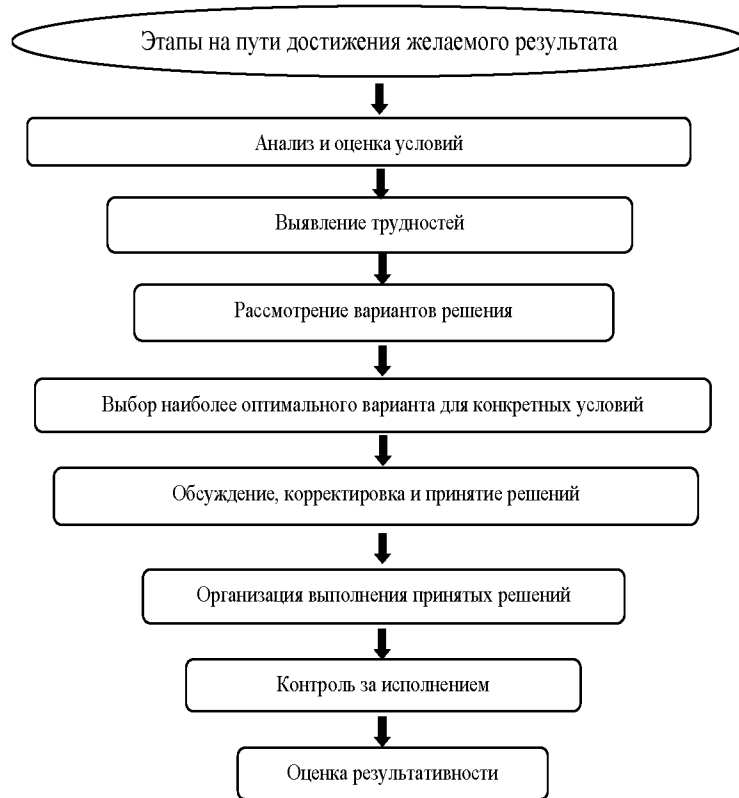 Этапы на пути достижения желаемого результата
Анализ и оценка условий
Выявление трудностей
Рассмотрение вариантов решения
Выбор наиболее оптимального варианта для конкретных условий
Обсуждение, корректировка и принятие решений
Организация выполнения принятых решений
Контроль за исполнением
Оценка результативности